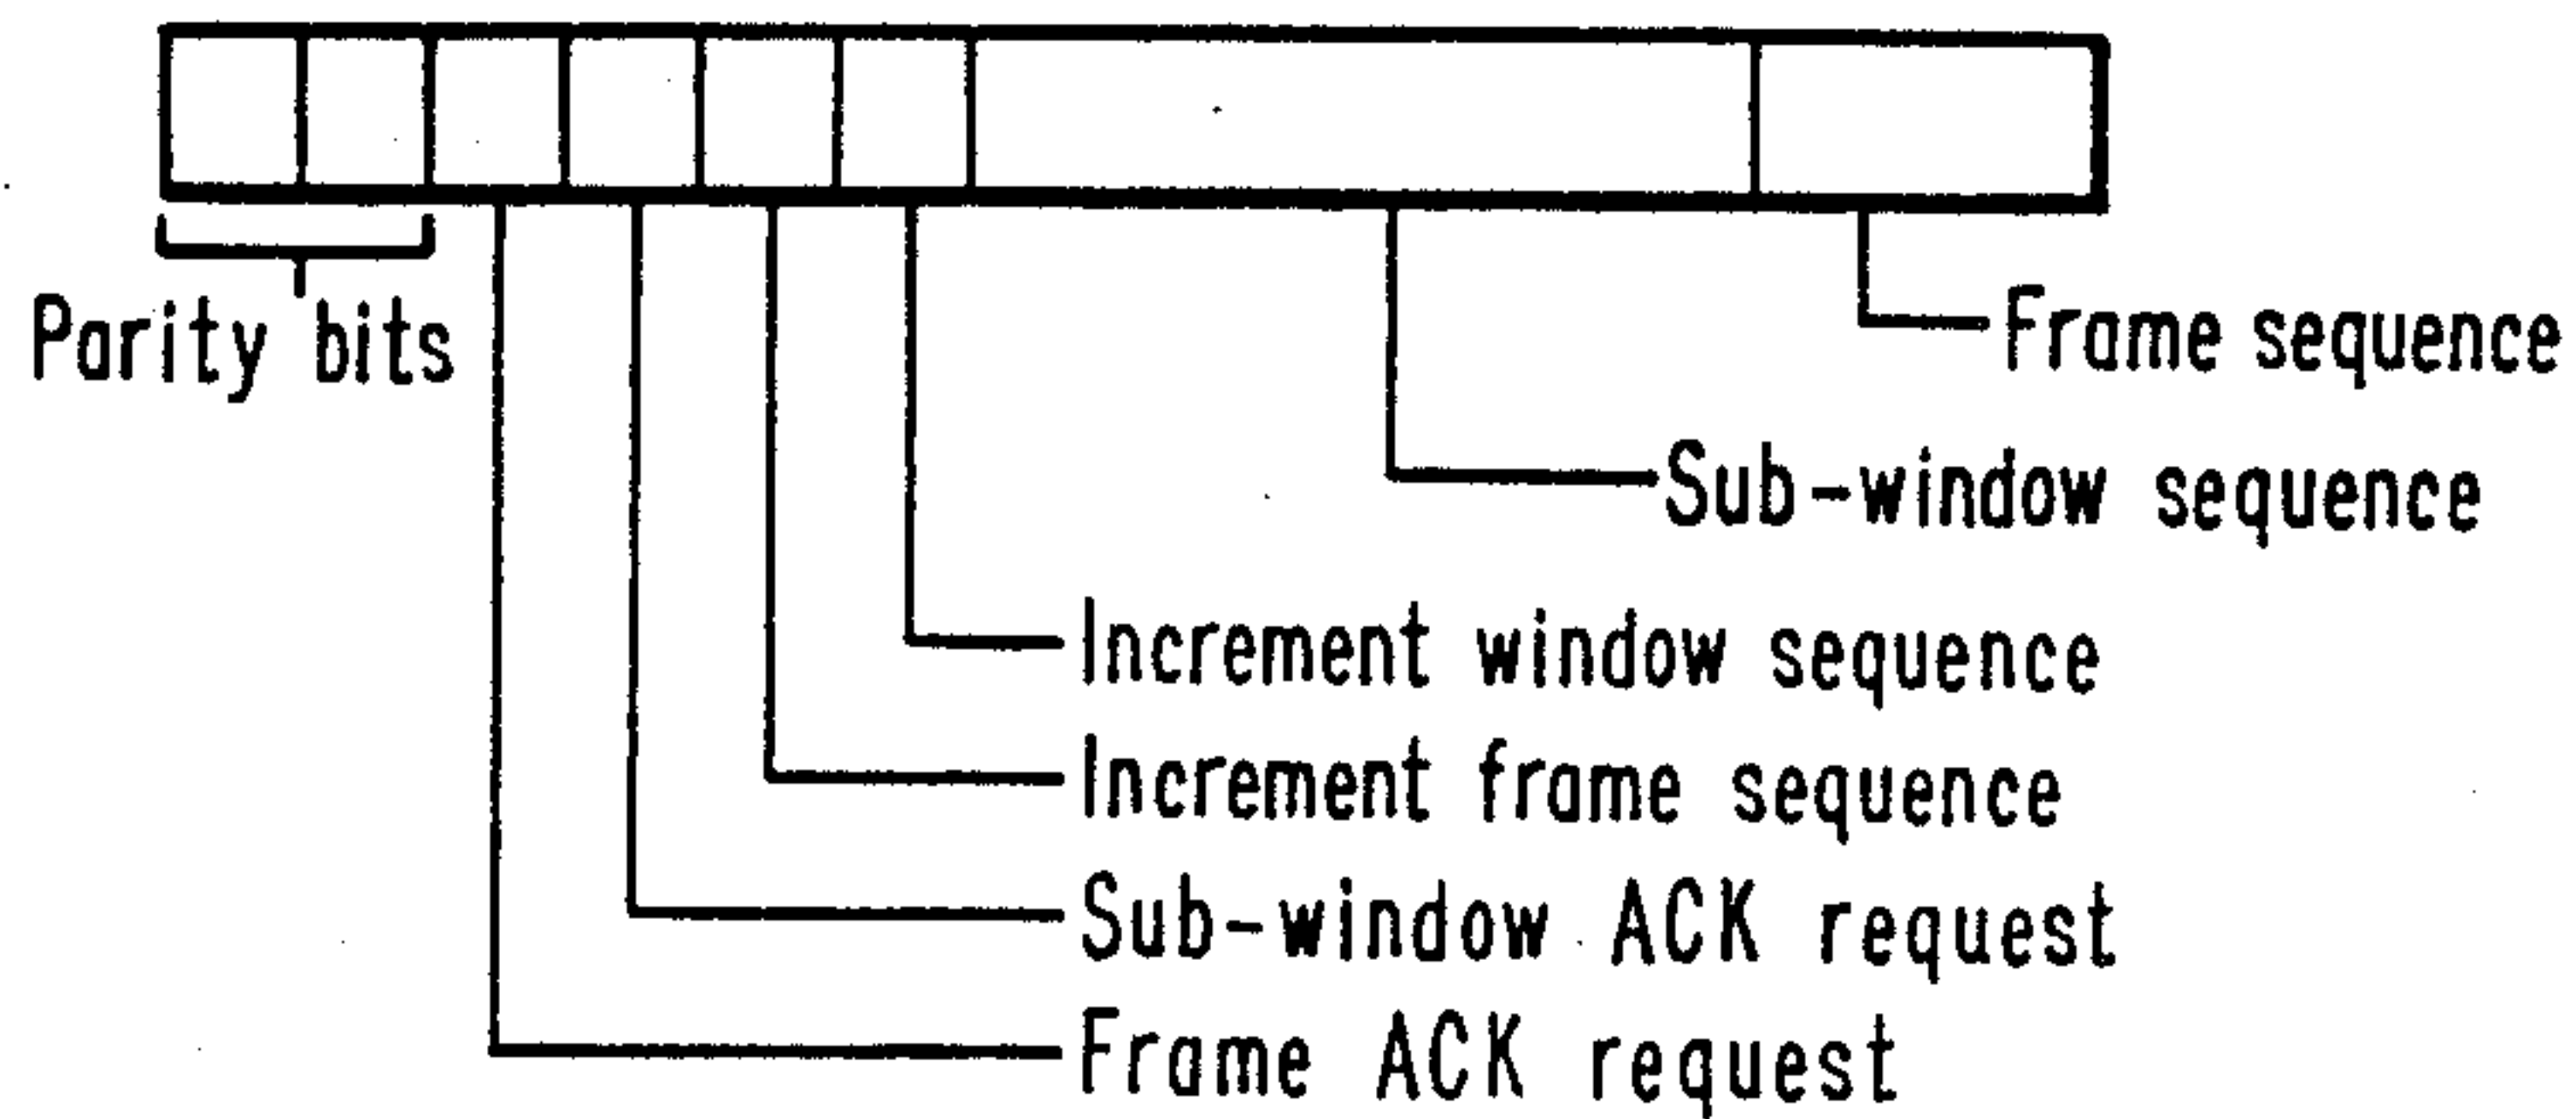 Parity bits
Frame sequence
Sub-window sequence
Increment window sequence
Increment frame sequence
Sub-window ACK request
Frame ACK request